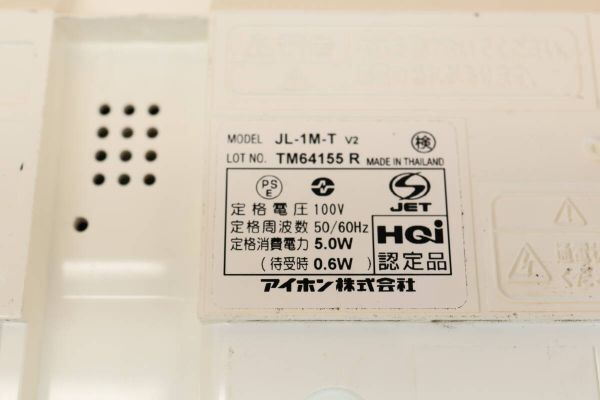 MODEL JL-1M-T V2 検
LOT NO. TM64155 R MADE IN THAILAND
PS
E
JET
定格電圧 100V
定格周波数 50/60Hz
定格消費電力 5.0W
(待受時 0.6W)
HQi
認定品
アイホン株式会社